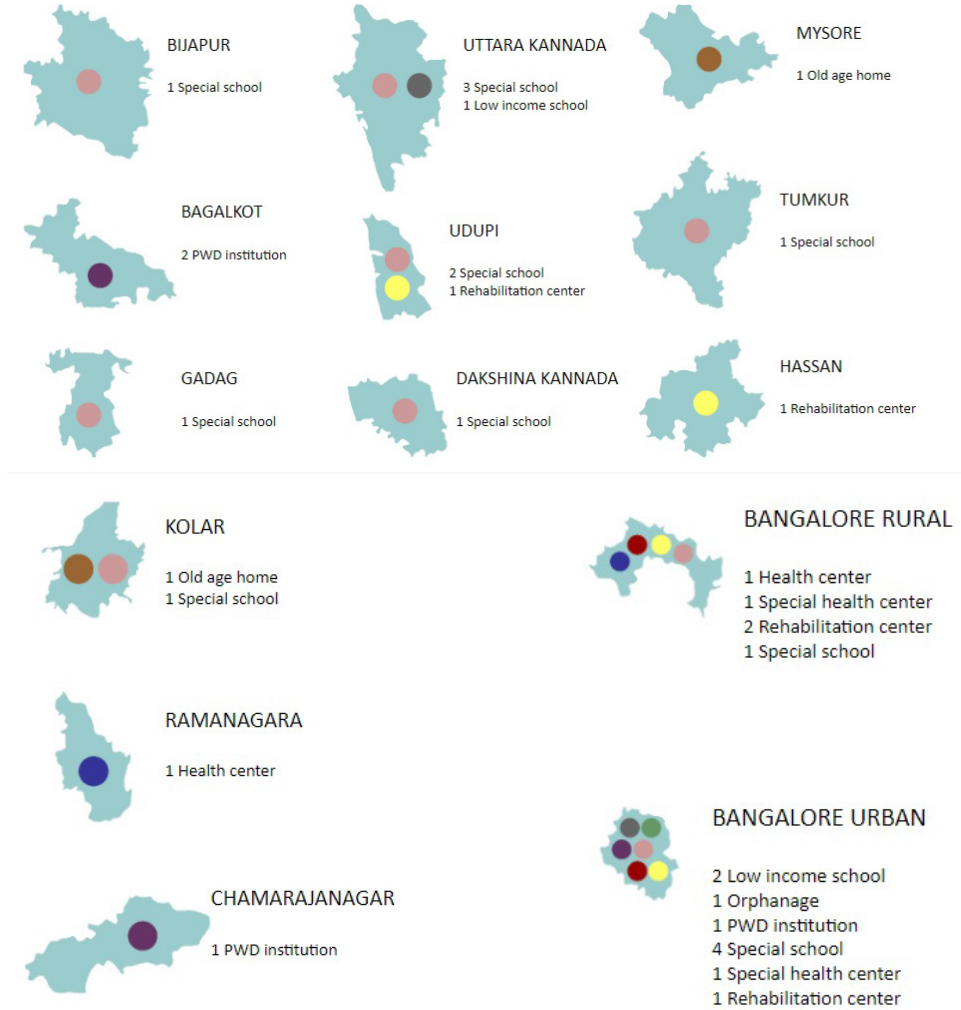 BIJAPUR
1 Special school
UTTARA KANNADA
3 Special school
1 Low income school
MYSORE
1 Old age home
BAGALKOT
2 PWD institution
UDUPI
2 Special school
1 Rehabilitation center
TUMKUR
1 Special school
GADAG
1 Special school
DAKSHINA KANNADA
1 Special school
HASSAN
1 Rehabilitation center
KOLAR
1 Old age home
1 Special school
BANGALORE RURAL
1 Health center
1 Special health center
2 Rehabilitation center
1 Special school
RAMANAGARA
1 Health center
BANGALORE URBAN
2 Low income school
1 Orphanage
1 PWD institution
4 Special school
1 Special health center
1 Rehabilitation center
CHAMARAJANAGAR
1 PWD institution